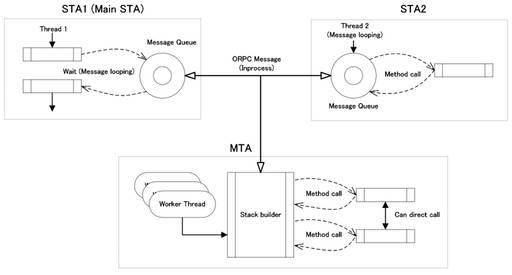 STA1 (Main STA)
Thread 1
Message Queue
Wait (Message looping)
ORPC Message
(Inprocess)
STA2
Thread 2
(Message looping)
Method call
Message Queue
MTA
Worker Thread
Stack builder
Method call
Method call
Can direct call